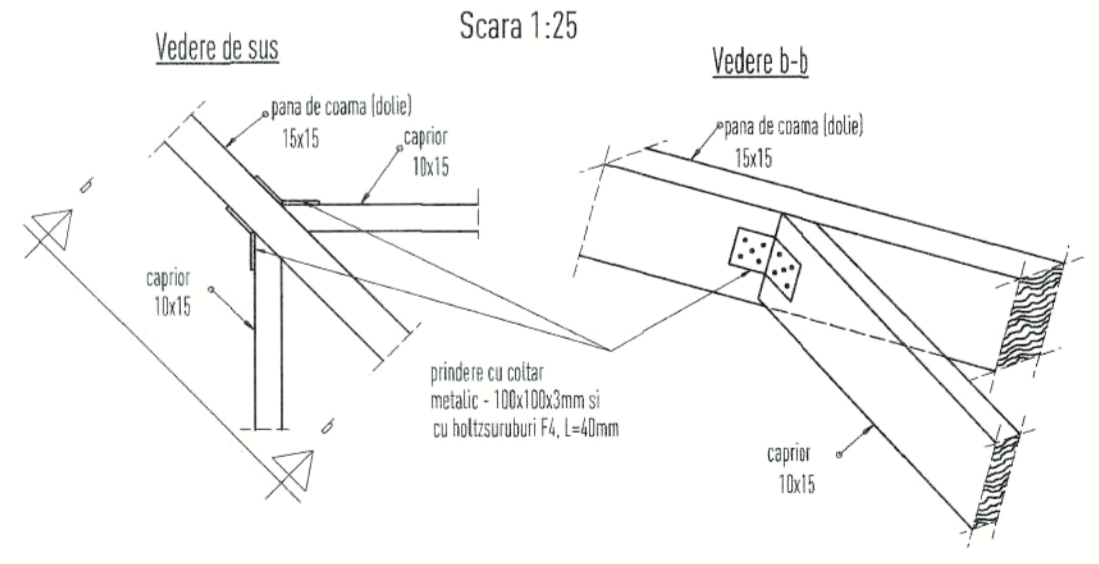 Scara 1:25
Vedere de sus
pana de coama (dolie)
15x15
caprior
10x15
b
caprior
10x15
b
prindere cu coltar
metalic - 100x100x3mm si
cu holtzsuruburi F4, L=40mm
Vedere b-b
pana de coama (dolie)
15x15
caprior
10x15